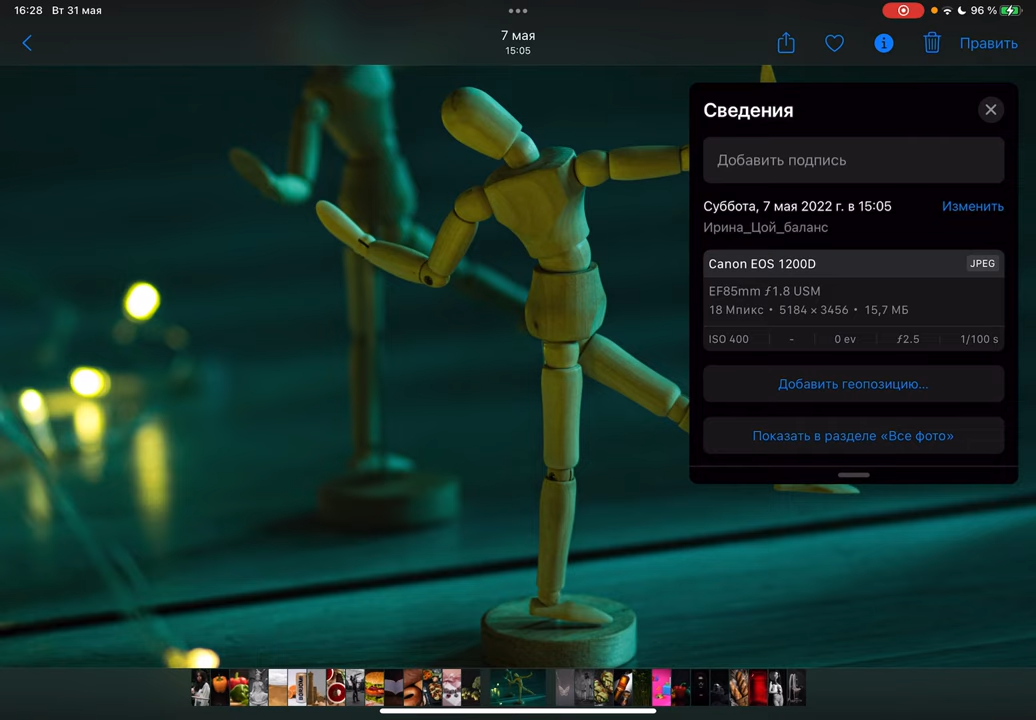 16:28 Вт 31 мая
96 %
7 мая
15:05
Править
Сведения
Добавить подпись
Суббота, 7 мая 2022 г. в 15:05
Изменить
Ирина_Цой_баланс
Canon EOS 1200D
JPEG
EF85mm ƒ1.8 USM
18 Мпикс • 5184 × 3456 • 15,7 МБ
ISO 400 - 0 ev ƒ2.5 1/100 s
Добавить геопозицию...
Показать в разделе «Все фото»